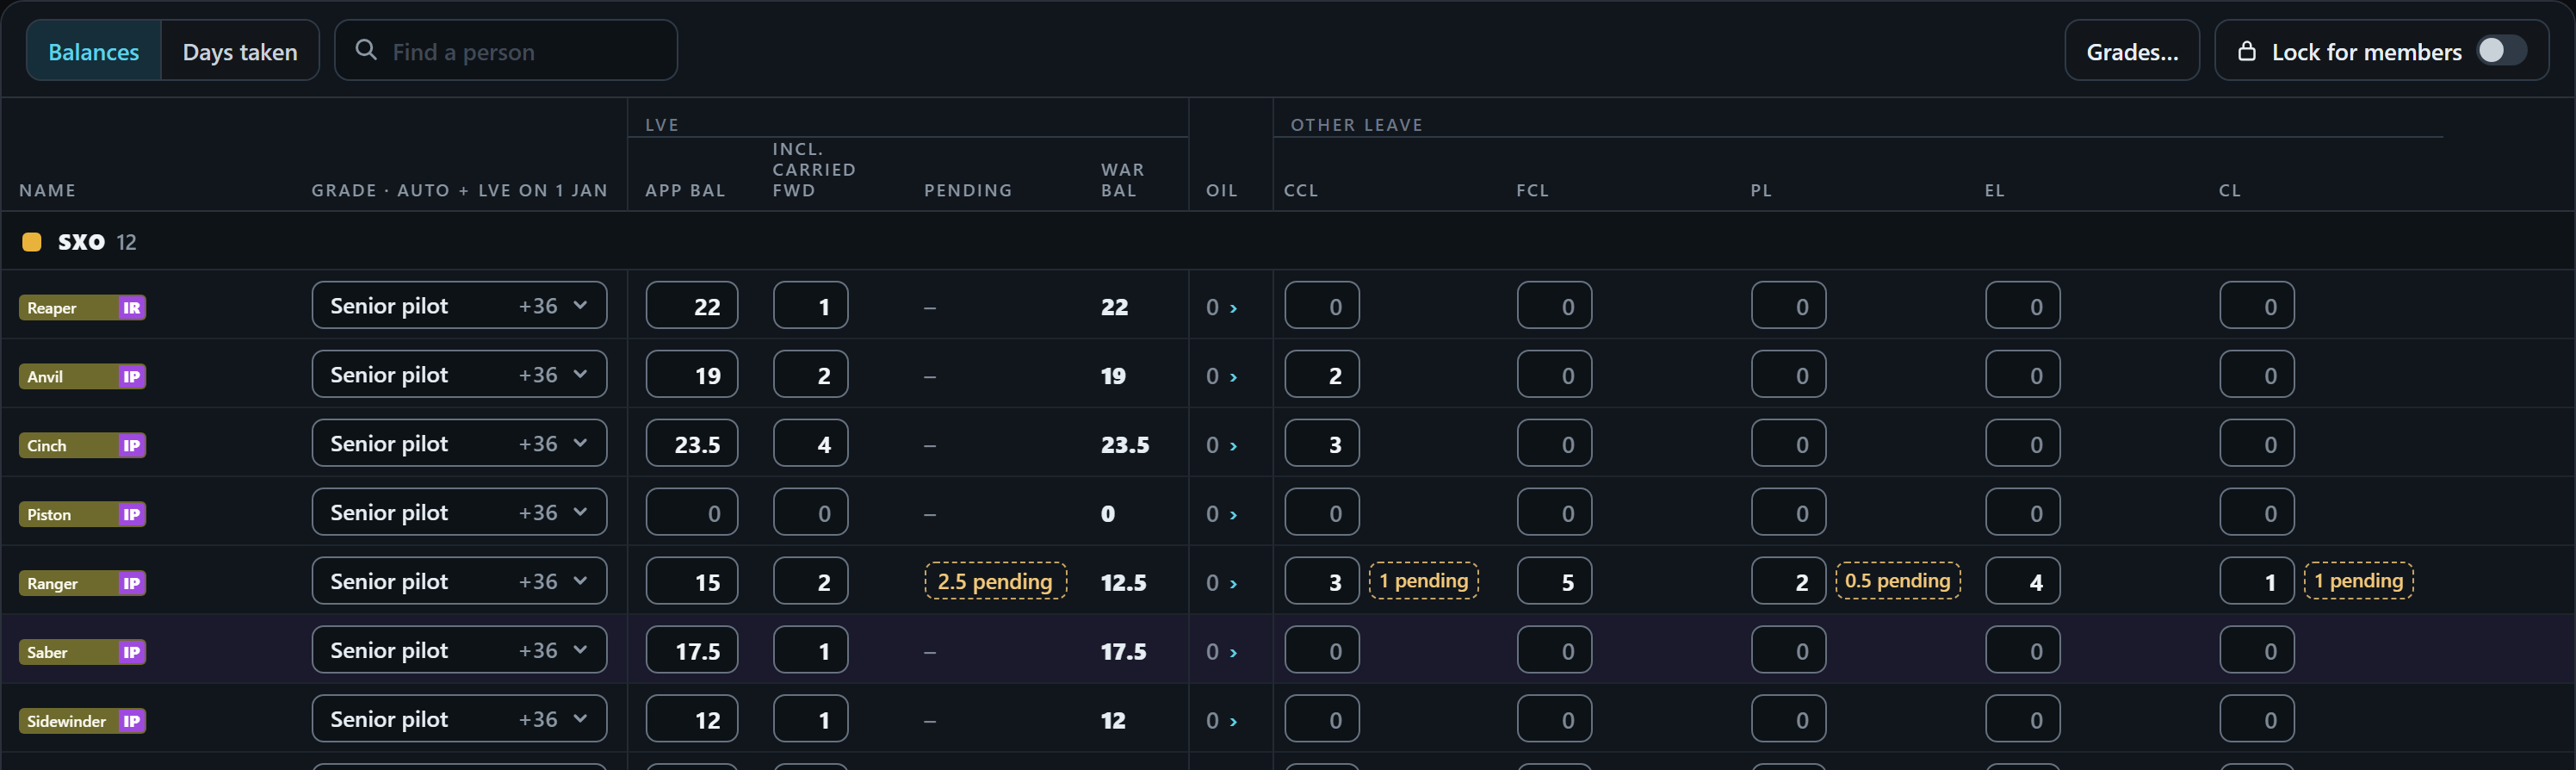 Balances Days taken Find a person Grades... Lock for members
LVE OTHER LEAVE
NAME GRADE · AUTO + LVE ON 1 JAN APP BAL INCL. CARRIED FWD PENDING WAR BAL OIL CCL FCL PL EL CL
SXO 12
Reaper IR Senior pilot +36 22 1 – 22 0 › 0 0 0 0 0
Anvil IP Senior pilot +36 19 2 – 19 0 › 2 0 0 0 0
Cinch IP Senior pilot +36 23.5 4 – 23.5 0 › 3 0 0 0 0
Piston IP Senior pilot +36 0 0 – 0 0 › 0 0 0 0 0
Ranger IP Senior pilot +36 15 2 2.5 pending 12.5 0 › 3 1 pending 5 2 0.5 pending 4 1 1 pending
Saber IP Senior pilot +36 17.5 1 – 17.5 0 › 0 0 0 0 0
Sidewinder IP Senior pilot +36 12 1 – 12 0 › 0 0 0 0 0